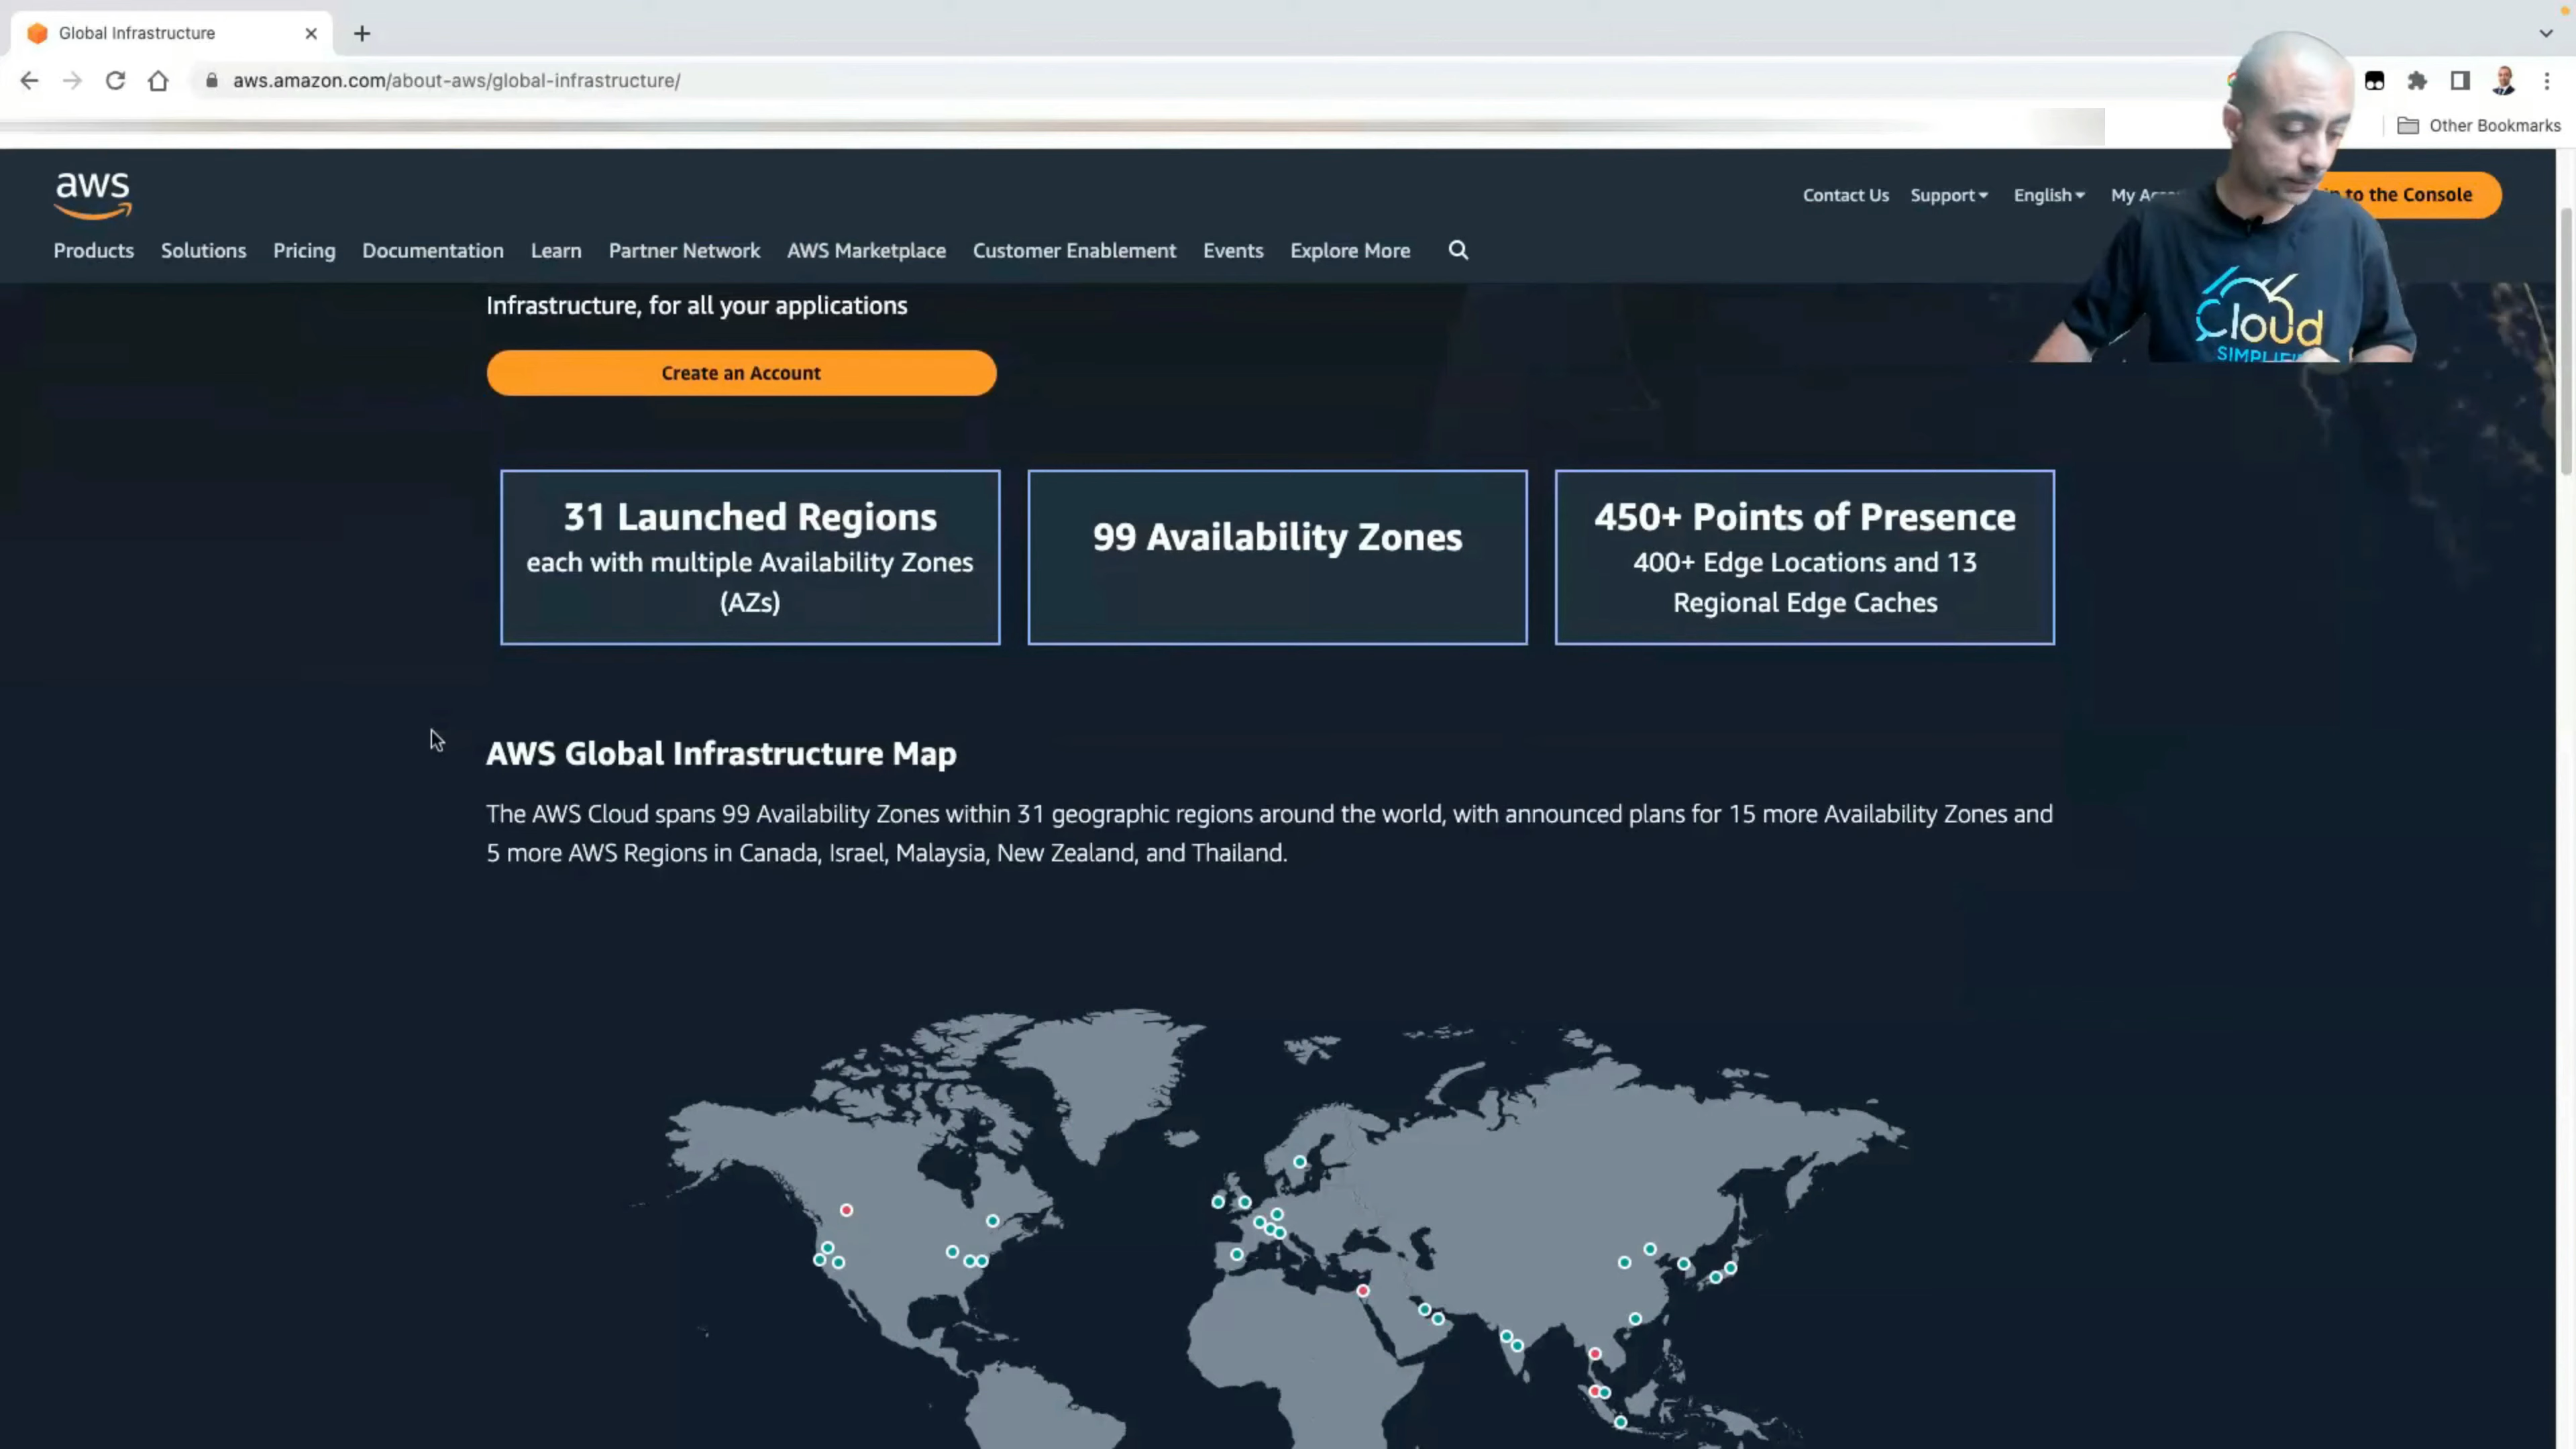 Global Infrastructure
aws.amazon.com/about-aws/global-infrastructure/
Other Bookmarks
aws
Contact Us Support English My to the Console
Products Solutions Pricing Documentation Learn Partner Network AWS Marketplace Customer Enablement Events Explore More
Cloud
Infrastructure, for all your applications
Create an Account
31 Launched Regions
each with multiple Availability Zones
(AZs)
99 Availability Zones
450+ Points of Presence
400+ Edge Locations and 13
Regional Edge Caches
AWS Global Infrastructure Map
The AWS Cloud spans 99 Availability Zones within 31 geographic regions around the world, with announced plans for 15 more Availability Zones and
5 more AWS Regions in Canada, Israel, Malaysia, New Zealand, and Thailand.